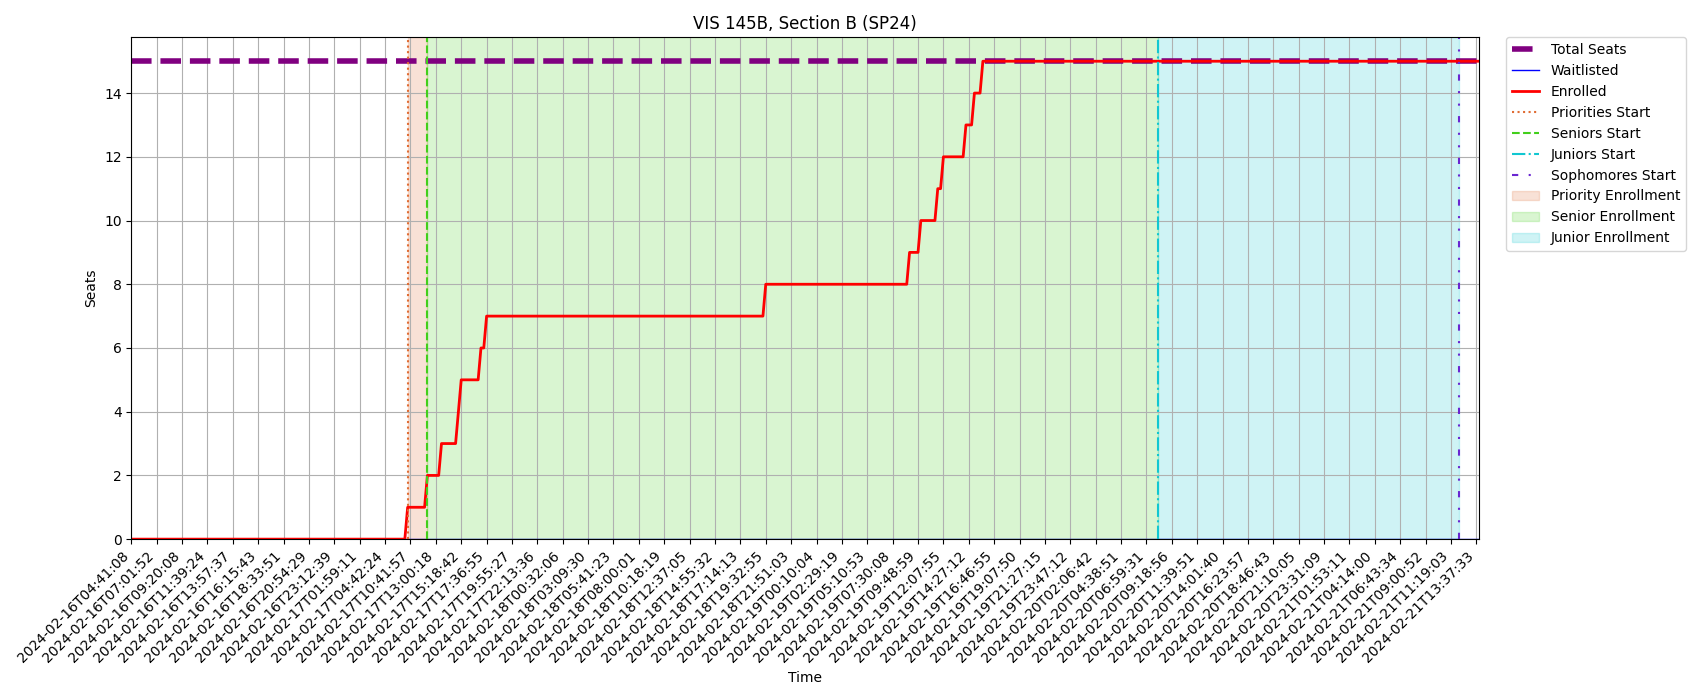 VIS 145B, Section B (SP24)
Total Seats
Waitlisted
Enrolled
Priorities Start
Seniors Start
Juniors Start
Sophomores Start
Priority Enrollment
Senior Enrollment
Junior Enrollment
Seats
14
12
10
8
6
4
2
0
2024-02-16T04:41:08
2024-02-16T07:01:52
2024-02-16T09:20:08
2024-02-16T11:39:24
2024-02-16T13:57:37
2024-02-16T16:15:43
2024-02-16T18:33:51
2024-02-16T20:54:29
2024-02-16T23:12:39
2024-02-17T01:59:11
2024-02-17T04:42:24
2024-02-17T10:41:57
2024-02-17T13:00:18
2024-02-17T15:18:42
2024-02-17T17:36:55
2024-02-17T19:55:27
2024-02-17T22:13:36
2024-02-18T00:32:06
2024-02-18T03:09:30
2024-02-18T05:41:23
2024-02-18T08:00:01
2024-02-18T10:18:19
2024-02-18T12:37:05
2024-02-18T14:55:32
2024-02-18T17:14:13
2024-02-18T19:32:55
2024-02-18T21:51:03
2024-02-19T00:10:04
2024-02-19T02:29:19
2024-02-19T05:10:53
2024-02-19T07:30:08
2024-02-19T09:48:59
2024-02-19T12:07:55
2024-02-19T14:27:12
2024-02-19T16:46:55
2024-02-19T19:07:50
2024-02-19T21:27:15
2024-02-19T23:47:12
2024-02-20T02:06:42
2024-02-20T04:38:51
2024-02-20T06:59:31
2024-02-20T09:18:56
2024-02-20T11:39:51
2024-02-20T14:01:40
2024-02-20T16:23:57
2024-02-20T18:46:43
2024-02-20T21:10:05
2024-02-20T23:31:09
2024-02-21T01:53:11
2024-02-21T04:14:00
2024-02-21T06:43:34
2024-02-21T09:00:52
2024-02-21T11:19:03
2024-02-21T13:37:33
Time